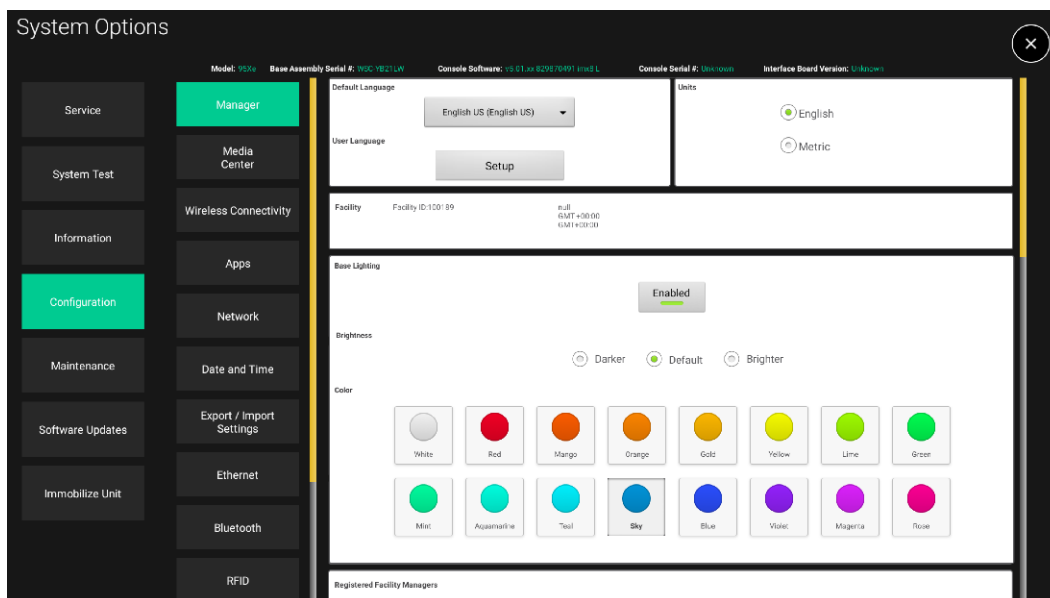 System Options
Model: 95Xe Base Assembly Serial #: Console Software: Console Serial #: Unknown Interface Board Version: Unknown
Service
System Test
Information
Configuration
Maintenance
Software Updates
Immobilize Unit
Manager
Media
Center
Wireless Connectivity
Apps
Network
Date and Time
Export / Import
Settings
Ethernet
Bluetooth
RFID
Default Language
English US (English US)
User Language
Setup
Units
English
Metric
Facility Facility ID:100189 null
GMT+00:00
GMT+00:00
Base Lighting
Enabled
Brightness
Darker Default Brighter
Color
White Red Mango Orange Gold Yellow Lime Green
Mint Aquamarine Teal Sky Blue Violet Magenta Rose
Registered Facility Managers